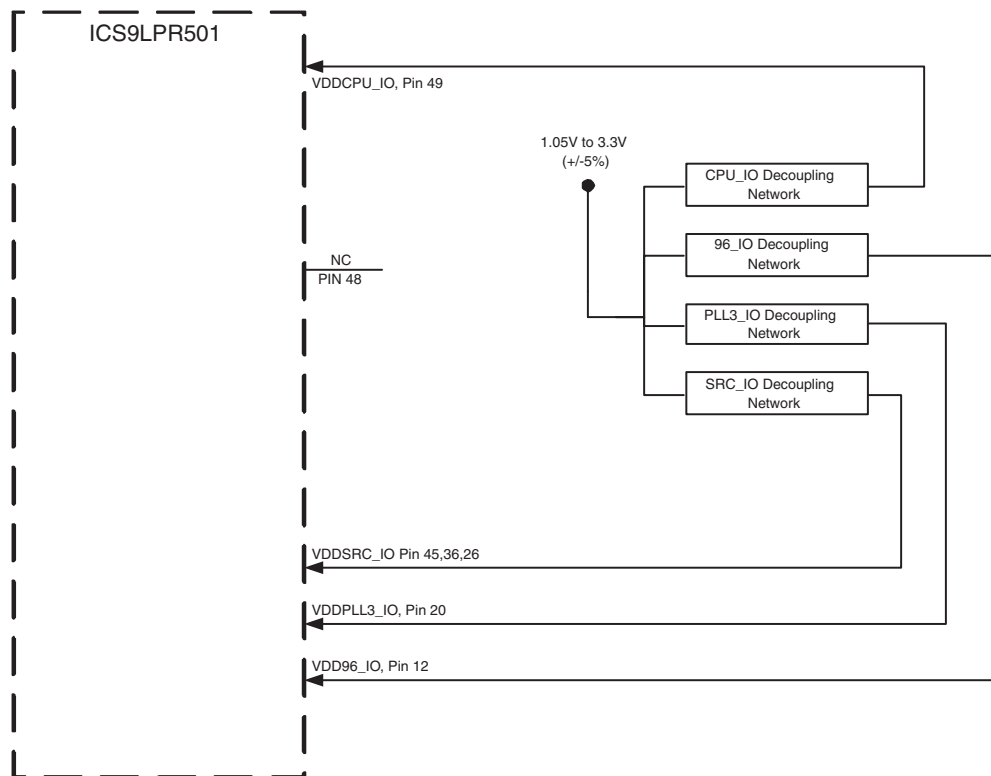 ICS9LPR501
VDDCPU_IO, Pin 49
1.05V to 3.3V
(+/-5%)
CPU_IO Decoupling
Network
96_IO Decoupling
Network
NC
PIN 48
PLL3_IO Decoupling
Network
SRC_IO Decoupling
Network
VDDSRC_IO Pin 45,36,26
VDDPLL3_IO, Pin 20
VDD96_IO, Pin 12